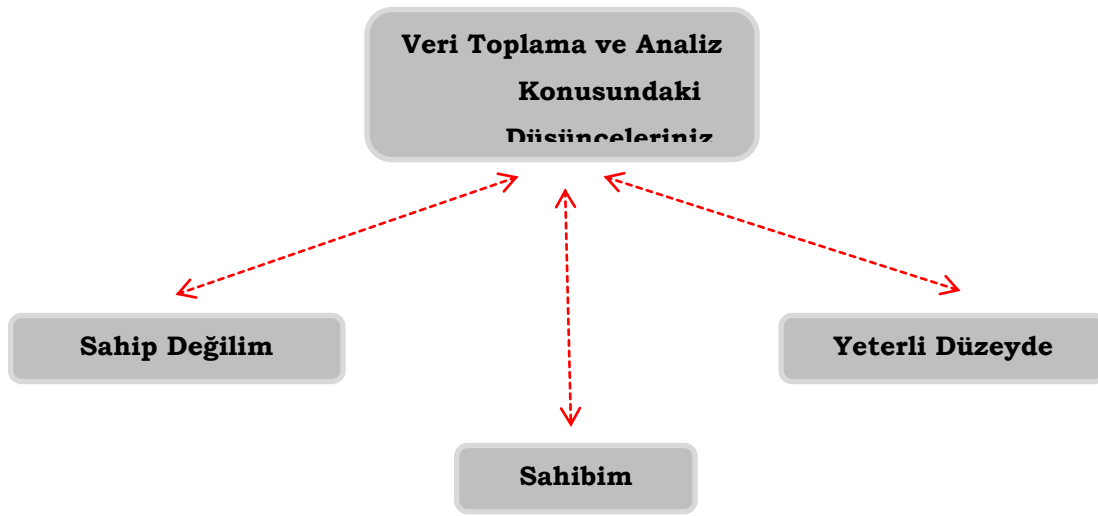 Veri Toplama ve Analiz
Konusundaki
Düşünceleriniz
Sahip Değilim
Yeterli Düzeyde
Sahibim